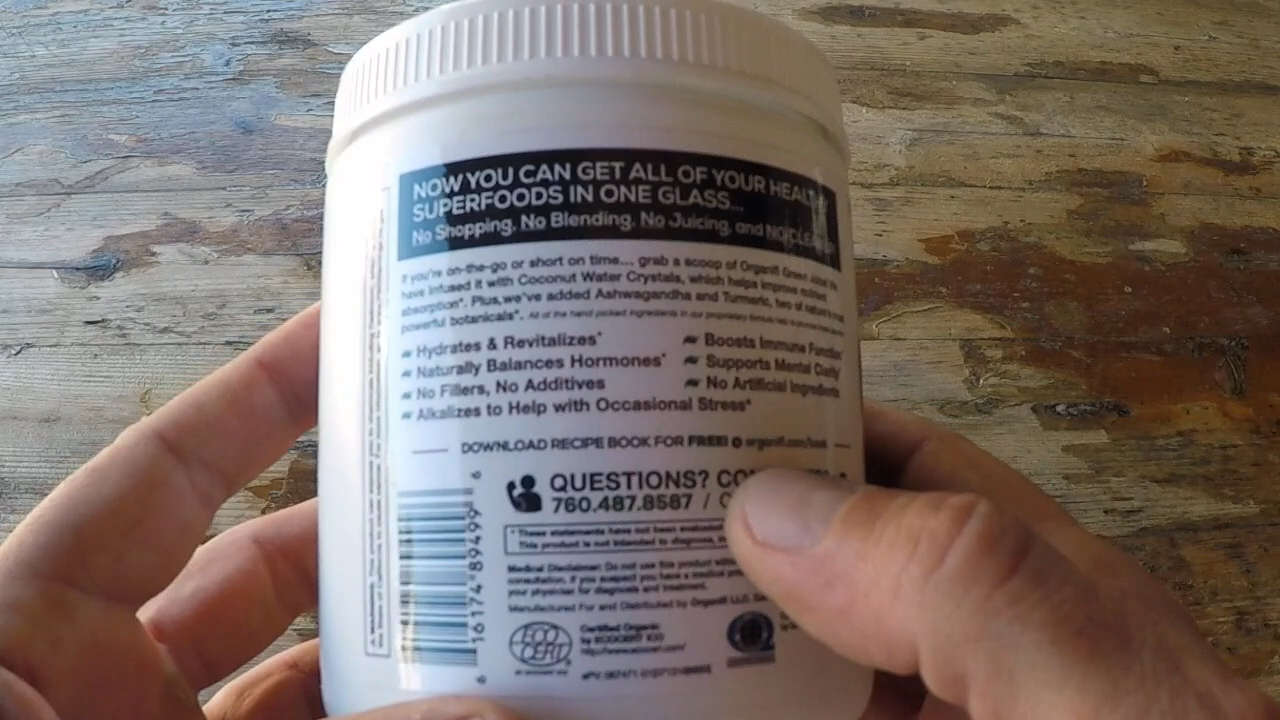 NOW YOU CAN GET ALL OF YOUR HEALTHY
SUPERFOODS IN ONE GLASS...
No Shopping, No Blending, No Juicing, and NO CLEAN
If you're on-the-go or short on time... grab a scoop of Organifi Green Juice! We
have infused it with Coconut Water Crystals, which helps improve nutrient
absorption*. Plus, we've added Ashwagandha and Turmeric, two of nature's most
powerful botanicals*. All of the hand picked ingredients in our proprietary formula
Hydrates & Revitalizes*
Boosts Immune Function*
Naturally Balances Hormones*
Supports Mental Clarity
No Fillers, No Additives
No Artificial Ingredients
Alkalizes to Help with Occasional Stress*
DOWNLOAD RECIPE BOOK FOR FREE! organifi.com/book
QUESTIONS? CO
760.487.8587 /
* These statements have not been evaluated
This product is not intended to diagnose,
Medical Disclaimer: Do not use this product
consultation, if you suspect you have a medical
your physician for diagnosis and treatment.
Manufactured For and Distributed by Organifi LLC.
ECO
CERT
Certified Organic
by ECOCERT ICO
6 16174 89499 6